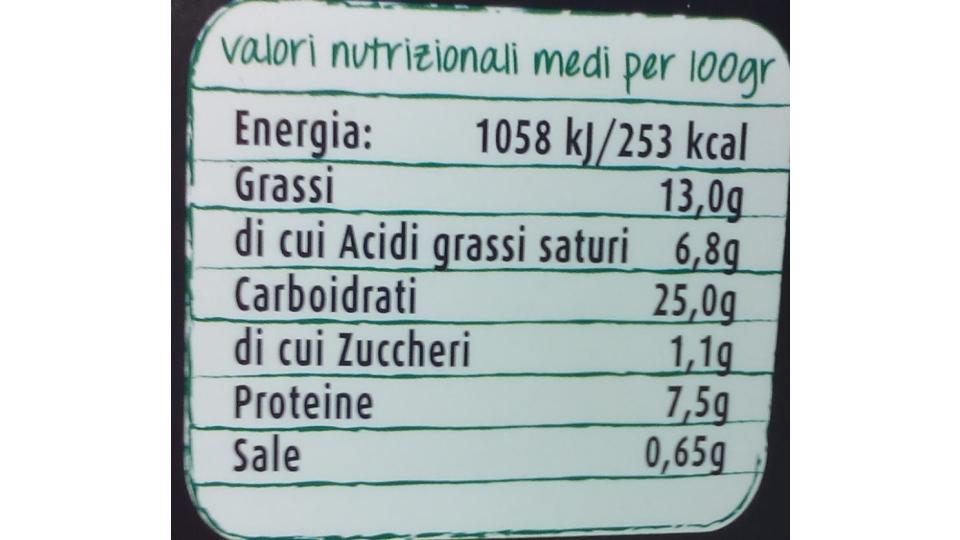 valori nutrizionali medi per 100gr
Energia: 1058 kJ/253 kcal
Grassi 13,0g
di cui Acidi grassi saturi 6,8g
Carboidrati 25,0g
di cui Zuccheri 1,1g
Proteine 7,5g
Sale 0,65g